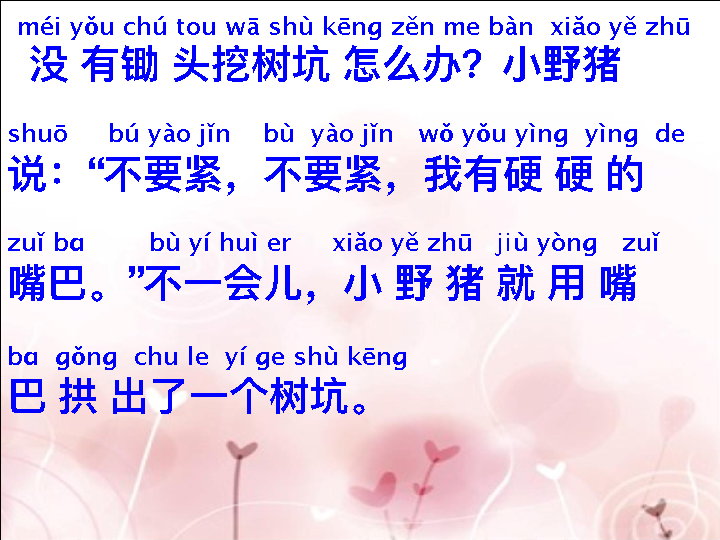 méi yǒu chú tou wā shù kēng zěn me bàn xiǎo yě zhū
没 有锄 头挖树坑 怎么办？小野猪
shuō bú yào jǐn bù yào jǐn wǒ yǒu yìng yìng de
说：“不要紧，不要紧，我有硬 硬 的
zuǐ ba bù yí huì er xiǎo yě zhū jiù yòng zuǐ
嘴巴。”不一会儿，小 野 猪 就 用 嘴
ba gǒng chu le yí ge shù kēng
巴 拱 出了一个树坑。